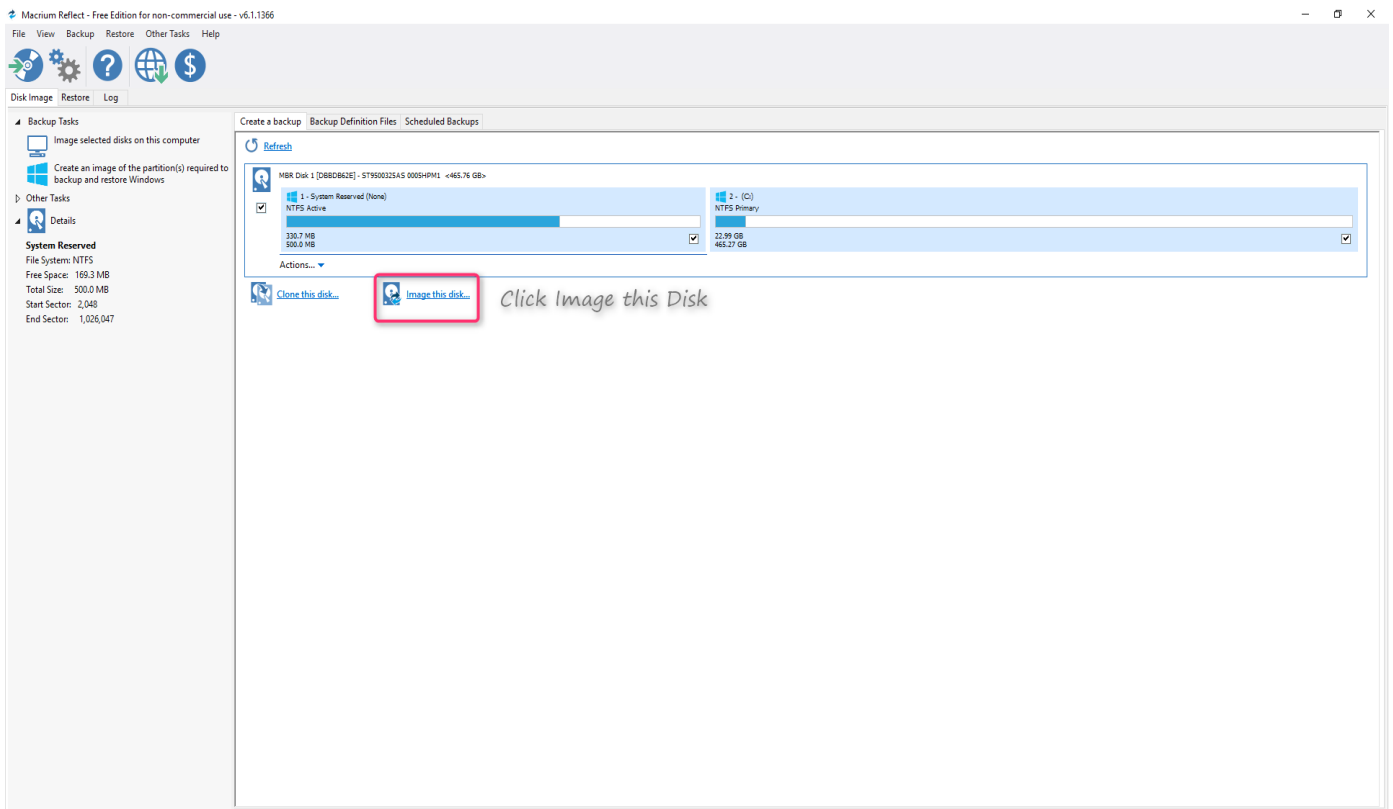 Macrium Reflect - Free Edition for non-commercial use - v6.1.1366
File View Backup Restore Other Tasks Help
Disk Image Restore Log
Backup Tasks
Image selected disks on this computer
Create an image of the partition(s) required to
backup and restore Windows
Other Tasks
Details
System Reserved
File System: NTFS
Free Space: 169.3 MB
Total Size: 500.0 MB
Start Sector: 2,048
End Sector: 1,026,047
Create a backup Backup Definition Files Scheduled Backups
Refresh
MBR Disk 1 [DBBDB62E] - ST9500325AS 0005HPM1 <465.76 GB>
1 - System Reserved (None)
NTFS Active
330.7 MB
500.0 MB
2 - (C:)
NTFS Primary
22.99 GB
465.27 GB
Actions...
Clone this disk... Image this disk... Click Image this Disk